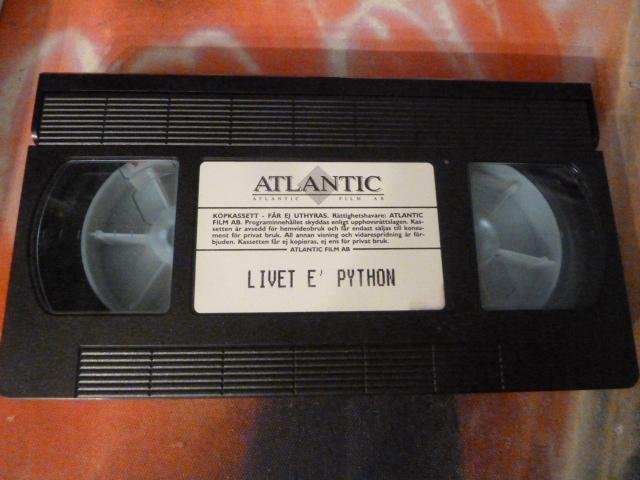 ATLANTIC
ATLANTIC FILM AB
KÖPKASSETT - FÅR EJ UTHYRAS. Rättighetshavare: ATLANTIC
FILM AB. Programinnehållet skyddas enligt upphovsrättslagen. Kas-
setten är avsedd för hemvideobruk och får endast säljas till konsu-
ment för privat bruk. All annan visning och vidarespridning är för-
bjuden. Kassetten får ej kopieras, ej ens för privat bruk.
ATLANTIC FILM AB
LIVET E' PYTHON